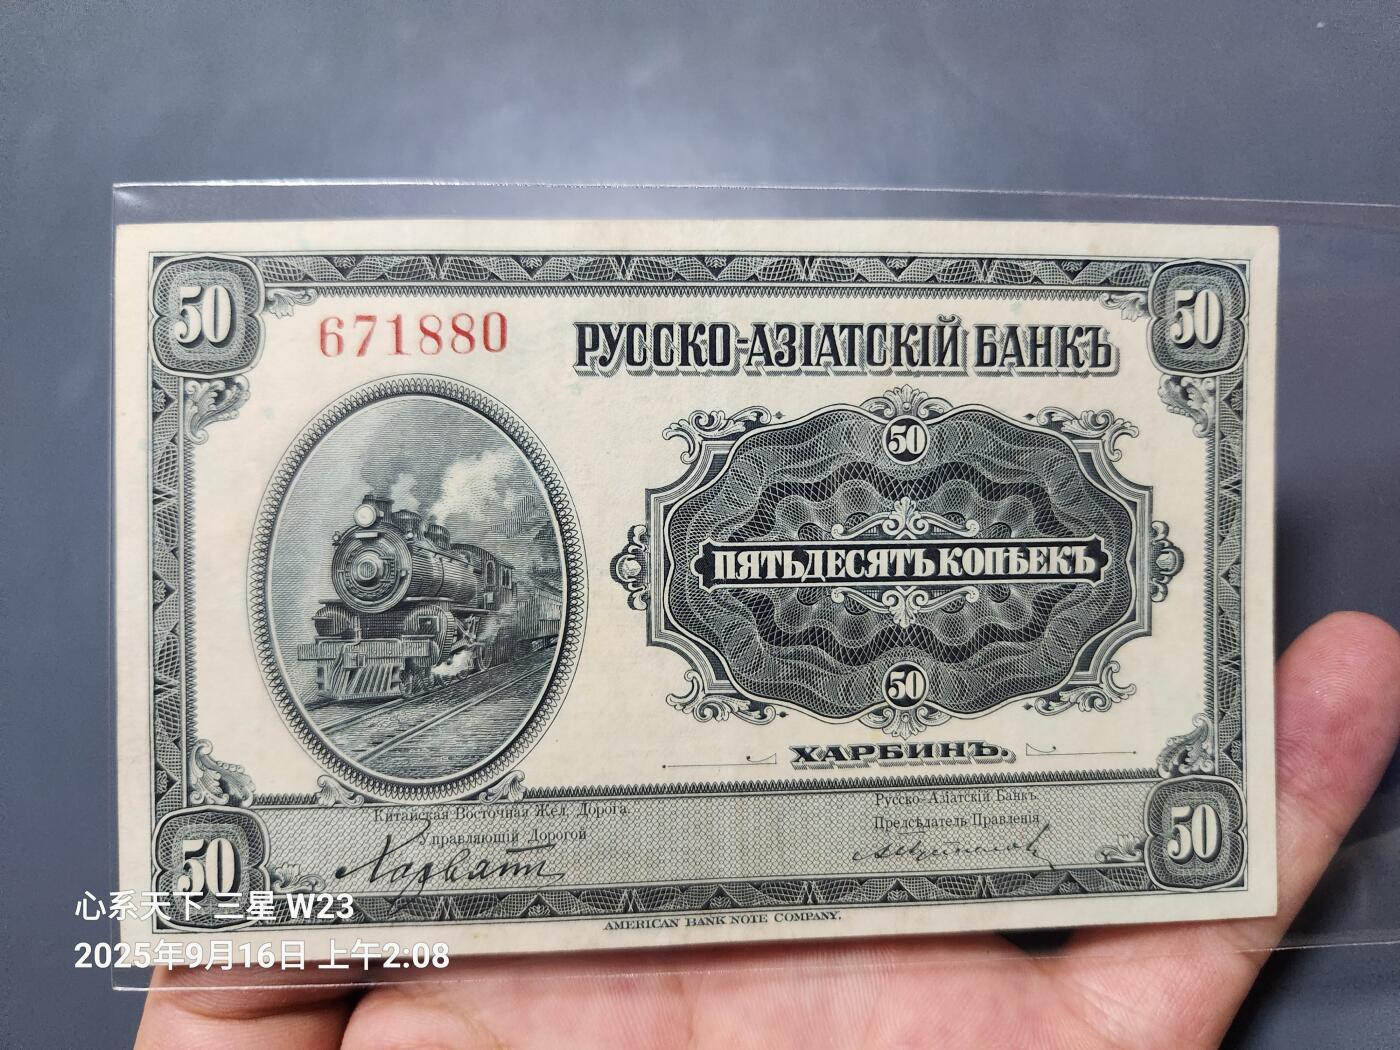 50
50
671880
РУССКО-АЗІАТСКІЙ БАНКЪ
50
ПЯТЬДЕСЯТЪ КОПѢЕКЪ
50
ХАРБИНЪ.
Китайская Восточная Жел. Дорога.
Управляющій Дорогой
Хорватъ
Русско-Азіатскій Банкъ.
Предсѣдатель Правленія
50
50
AMERICAN BANK NOTE COMPANY.
心系天下 三星 W23
2025年9月16日 上午2:08